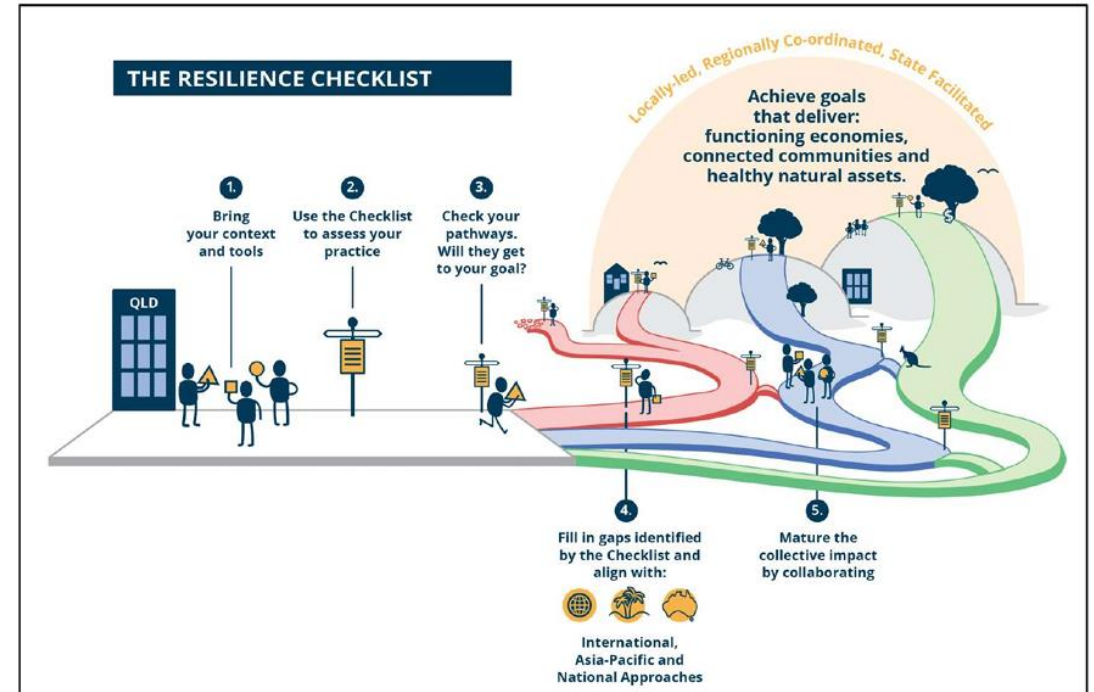 THE RESILIENCE CHECKLIST
Locally-led, Regionally Co-ordinated, State Facilitated
Achieve goals
that deliver:
functioning economies,
connected communities and
healthy natural assets.
1.
Bring
your context
and tools
2.
Use the Checklist
to assess your
practice
3.
Check your
pathways.
Will they get
to your goal?
QLD
4.
Fill in gaps identified
by the Checklist and
align with:
International,
Asia-Pacific and
National Approaches
5.
Mature the
collective impact
by collaborating
$